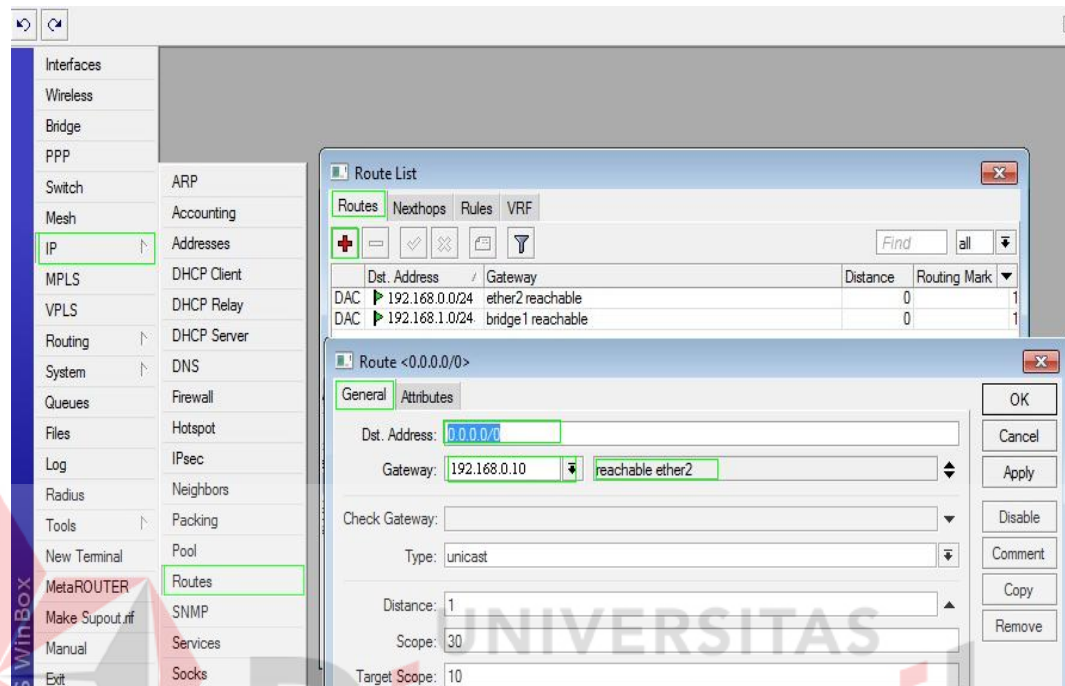 Interfaces
Wireless
Bridge
PPP
Switch
Mesh
IP
MPLS
VPLS
Routing
System
Queues
Files
Log
Radius
Tools
New Terminal
MetaROUTER
Make Supout.rif
Manual
Exit
WinBox
ARP
Accounting
Addresses
DHCP Client
DHCP Relay
DHCP Server
DNS
Firewall
Hotspot
IPsec
Neighbors
Packing
Pool
Routes
SNMP
Services
Socks
Route List
Routes Nexthops Rules VRF
Find all
Dst. Address Gateway Distance Routing Mark
DAC 192.168.0.0/24 ether2 reachable 0 1
DAC 192.168.1.0/24 bridge1 reachable 0 1
Route <0.0.0.0/0>
General Attributes
Dst. Address: 0.0.0.0/0
Gateway: 192.168.0.10 reachable ether2
Check Gateway:
Type: unicast
Distance: 1
Scope: 30
Target Scope: 10
OK
Cancel
Apply
Disable
Comment
Copy
Remove
UNIVERSITAS